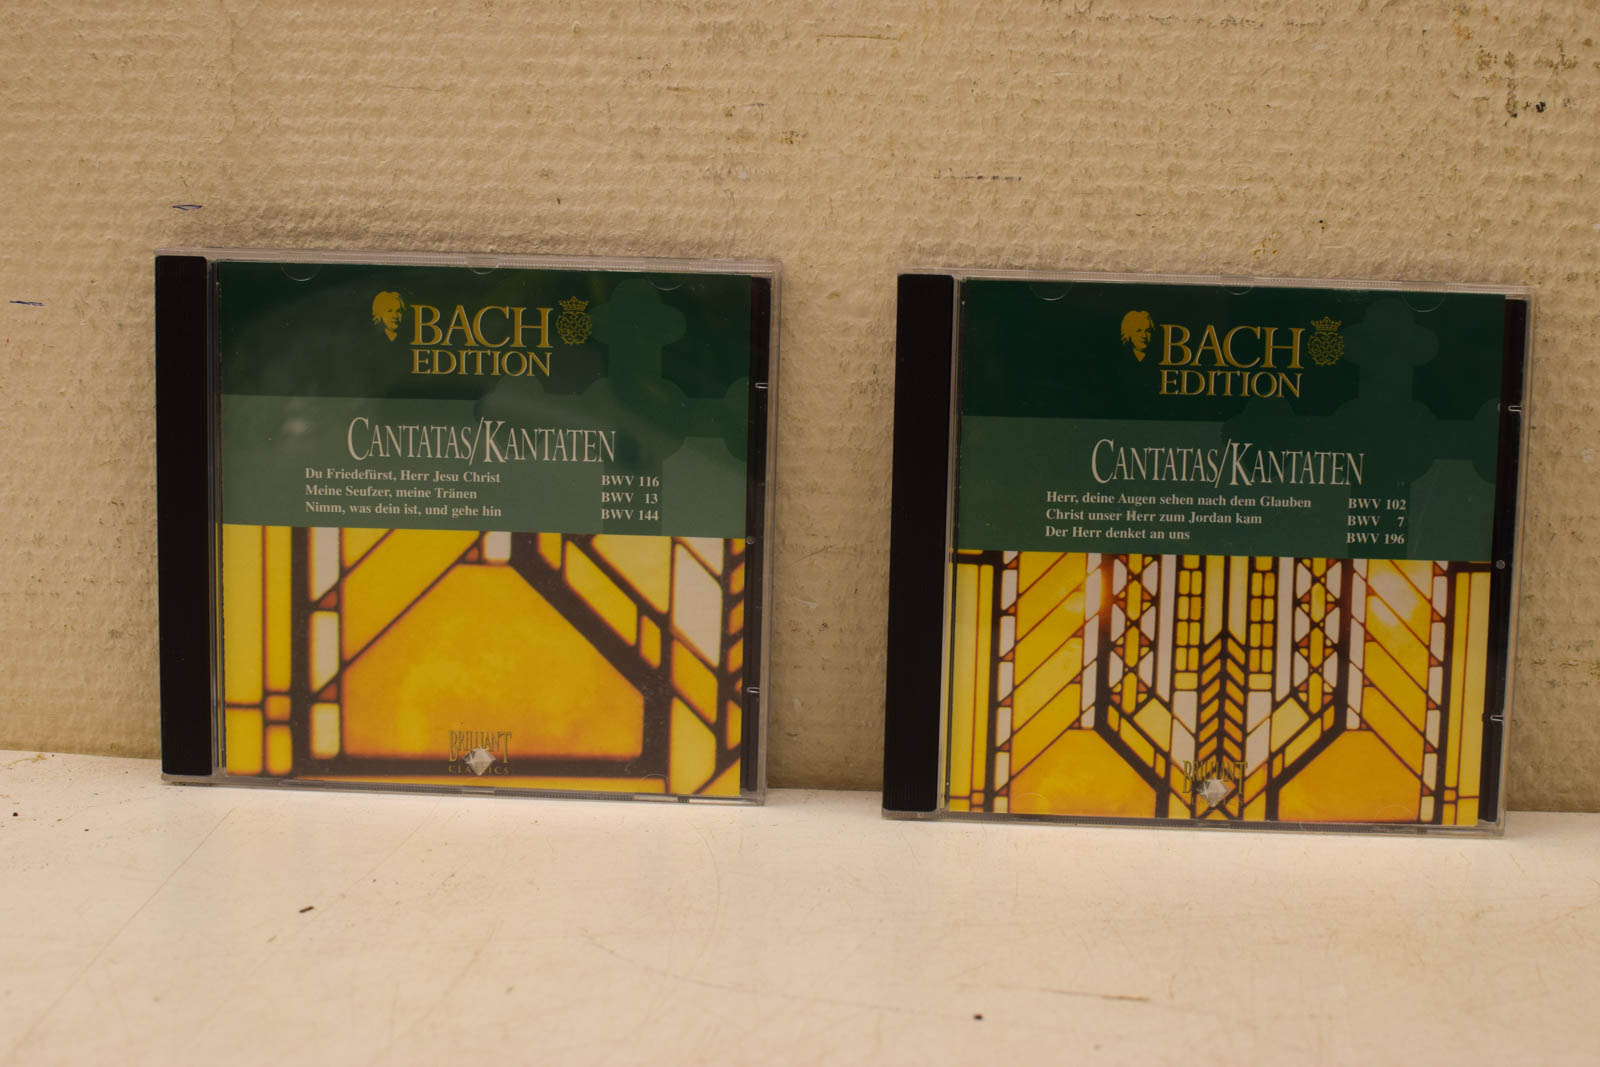 BACH
EDITION
CANTATAS/KANTATEN
Du Friedefürst, Herr Jesu Christ BWV 116
Meine Seufzer, meine Tränen BWV 13
Nimm, was dein ist, und gehe hin BWV 144
BRILLIANT
CLASSICS
BACH
EDITION
CANTATAS/KANTATEN
Herr, deine Augen sehen nach dem Glauben BWV 102
Christ unser Herr zum Jordan kam BWV 7
Der Herr denket an uns BWV 196
BRILLIANT
CLASSICS